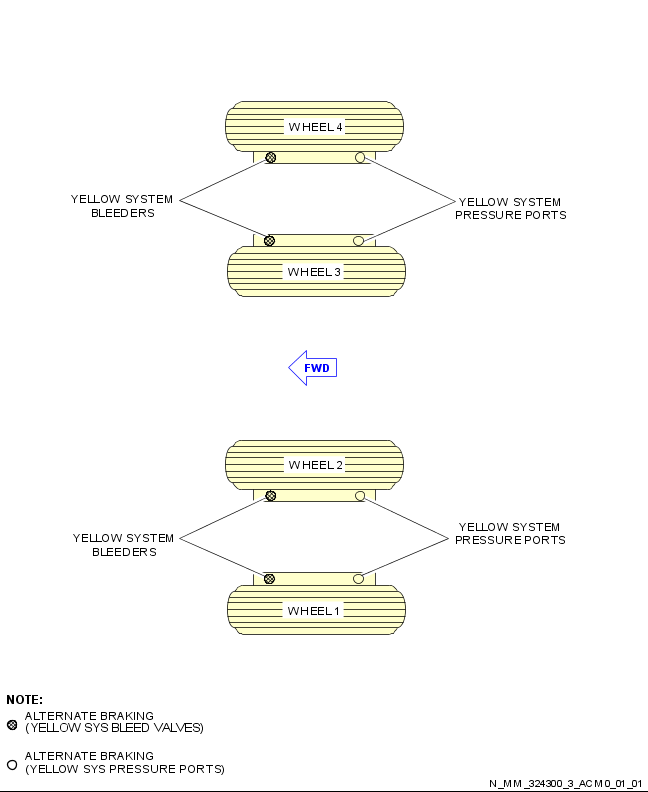 WHEEL 4
YELLOW SYSTEM
BLEEDERS
YELLOW SYSTEM
PRESSURE PORTS
WHEEL 3
FWD
WHEEL 2
YELLOW SYSTEM
BLEEDERS
YELLOW SYSTEM
PRESSURE PORTS
WHEEL 1
NOTE:
ALTERNATE BRAKING
(YELLOW SYS BLEED VALVES)
ALTERNATE BRAKING
(YELLOW SYS PRESSURE PORTS)
N_MM_324300_3_ACM0_01_01